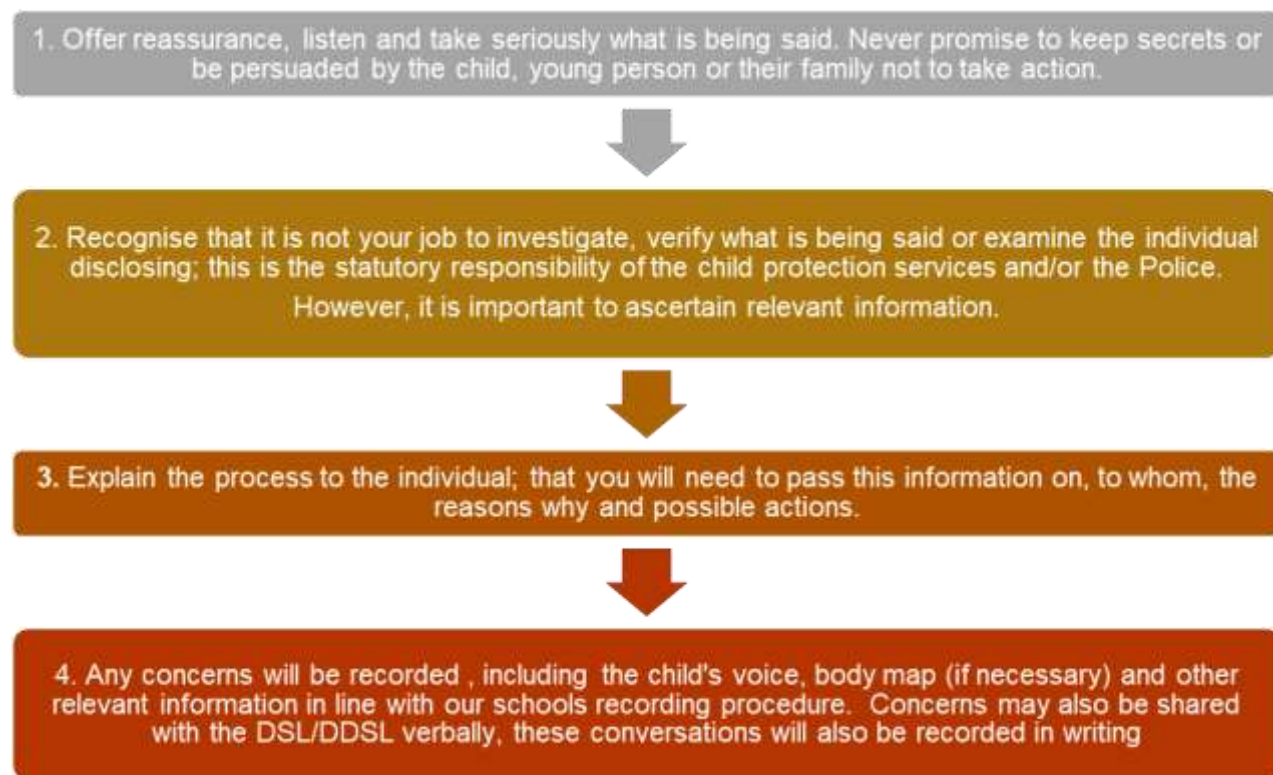 1. Offer reassurance, listen and take seriously what is being said. Never promise to keep secrets or
be persuaded by the child, young person or their family not to take action.
2. Recognise that it is not your job to investigate, verify what is being said or examine the individual
disclosing; this is the statutory responsibility of the child protection services and/or the Police.
However, it is important to ascertain relevant information.
3. Explain the process to the individual; that you will need to pass this information on, to whom, the
reasons why and possible actions.
4. Any concerns will be recorded , including the child's voice, body map (if necessary) and other
relevant information in line with our schools recording procedure. Concerns may also be shared
with the DSL/DDSL verbally, these conversations will also be recorded in writing